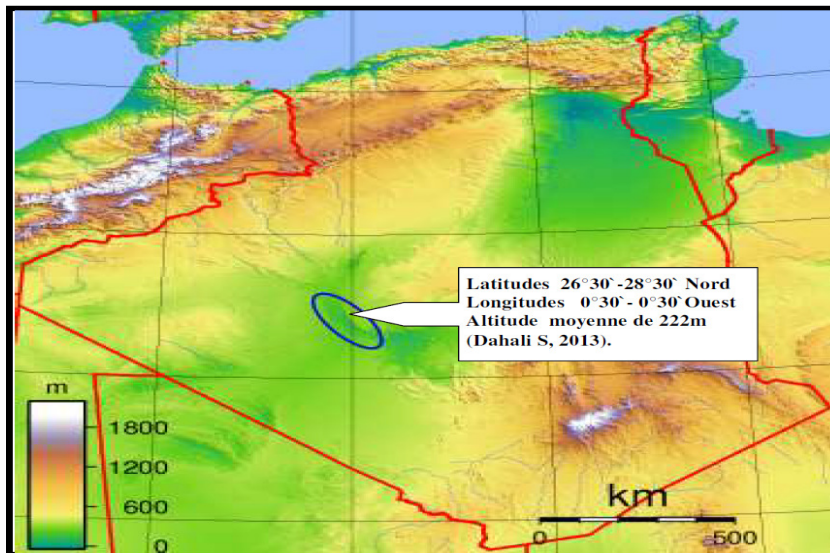 Latitudes 26°30`-28°30` Nord
Longitudes 0°30`- 0°30`Ouest
Altitude moyenne de 222m
(Dahali S, 2013).
m
1800
1200
600
0
km
0 500